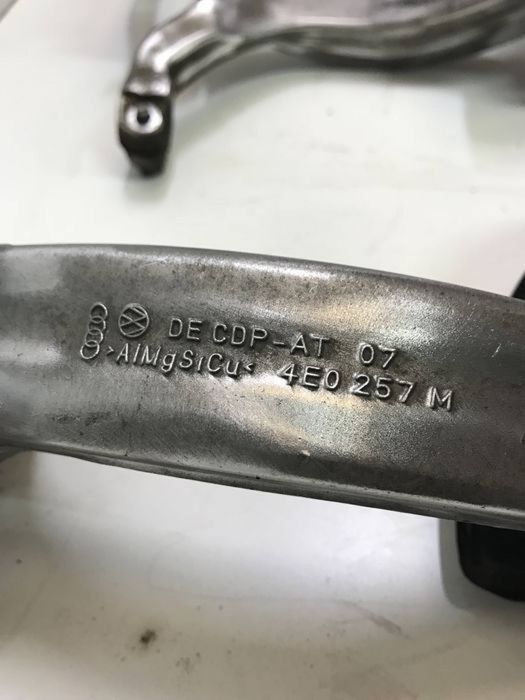 DE CDP-AT 07
>AlMgSiCu< 4E0 257 M